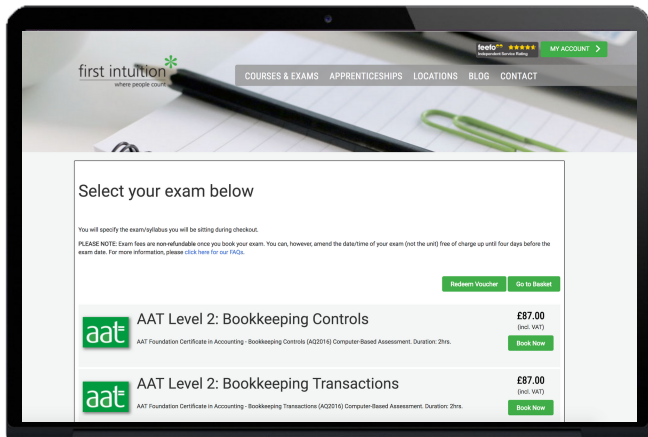 feefo
Independent Service Rating
MY ACCOUNT
first intuition
where people count
COURSES & EXAMS APPRENTICESHIPS LOCATIONS BLOG CONTACT
Select your exam below
You will specify the exam/syllabus you will be sitting during checkout.
PLEASE NOTE: Exam fees are non-refundable once you book your exam. You can, however, amend the date/time of your exam (not the unit) free of charge up until four days before the
exam date. For more information, please click here for our FAQs.
Redeem Voucher Go to Basket
aat
AAT Level 2: Bookkeeping Controls
AAT Foundation Certificate in Accounting - Bookkeeping Controls (AQ2016) Computer-Based Assessment. Duration: 2hrs.
£87.00
(incl. VAT)
Book Now
aat
AAT Level 2: Bookkeeping Transactions
AAT Foundation Certificate in Accounting - Bookkeeping Transactions (AQ2016) Computer-Based Assessment. Duration: 2hrs.
£87.00
(incl. VAT)
Book Now